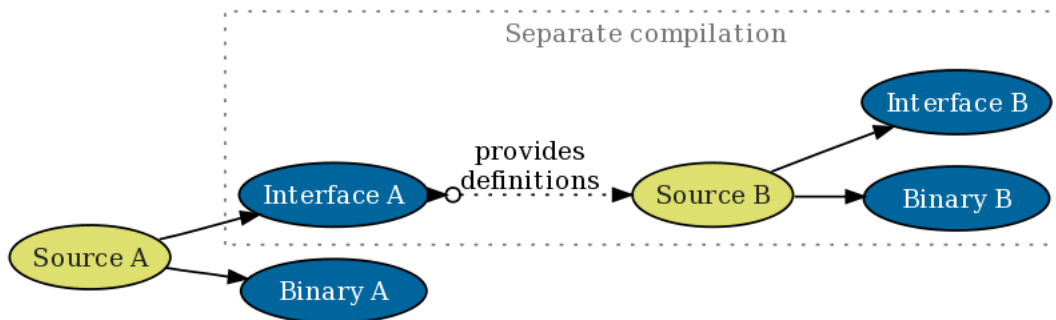 Separate compilation
Interface B
provides
definitions
Interface A
Source B
Binary B
Source A
Binary A